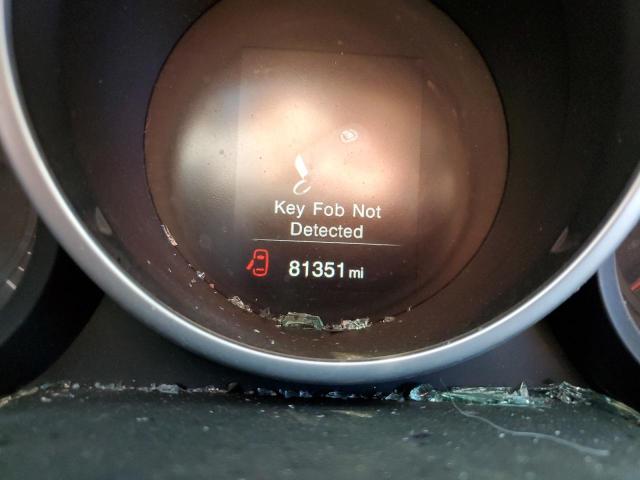 Key Fob Not
Detected
81351 mi